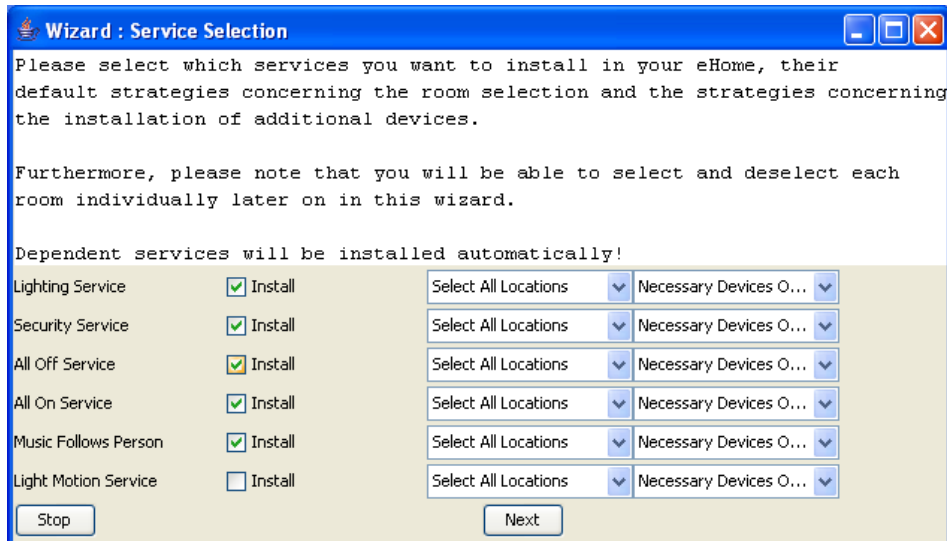 Wizard : Service Selection
Please select which services you want to install in your eHome, their
default strategies concerning the room selection and the strategies concerning
the installation of additional devices.
Furthermore, please note that you will be able to select and deselect each
room individually later on in this wizard.
Dependent services will be installed automatically!
Lighting Service Install Select All Locations Necessary Devices O...
Security Service Install Select All Locations Necessary Devices O...
All Off Service Install Select All Locations Necessary Devices O...
All On Service Install Select All Locations Necessary Devices O...
Music Follows Person Install Select All Locations Necessary Devices O...
Light Motion Service Install Select All Locations Necessary Devices O...
Stop Next